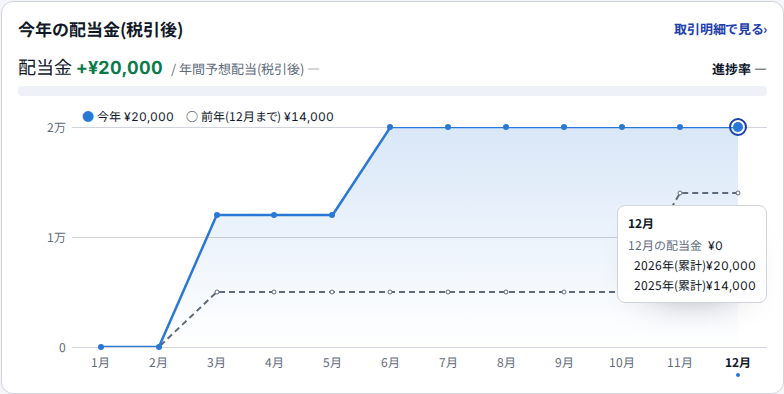 今年の配当金(税引後)
取引明細で見る›
配当金 +¥20,000 / 年間予想配当(税引後) —
進捗率 —
今年 ¥20,000 前年(12月まで) ¥14,000
2万
1万
0
12月
12月の配当金 ¥0
2026年(累計)¥20,000
2025年(累計)¥14,000
1月 2月 3月 4月 5月 6月 7月 8月 9月 10月 11月 12月